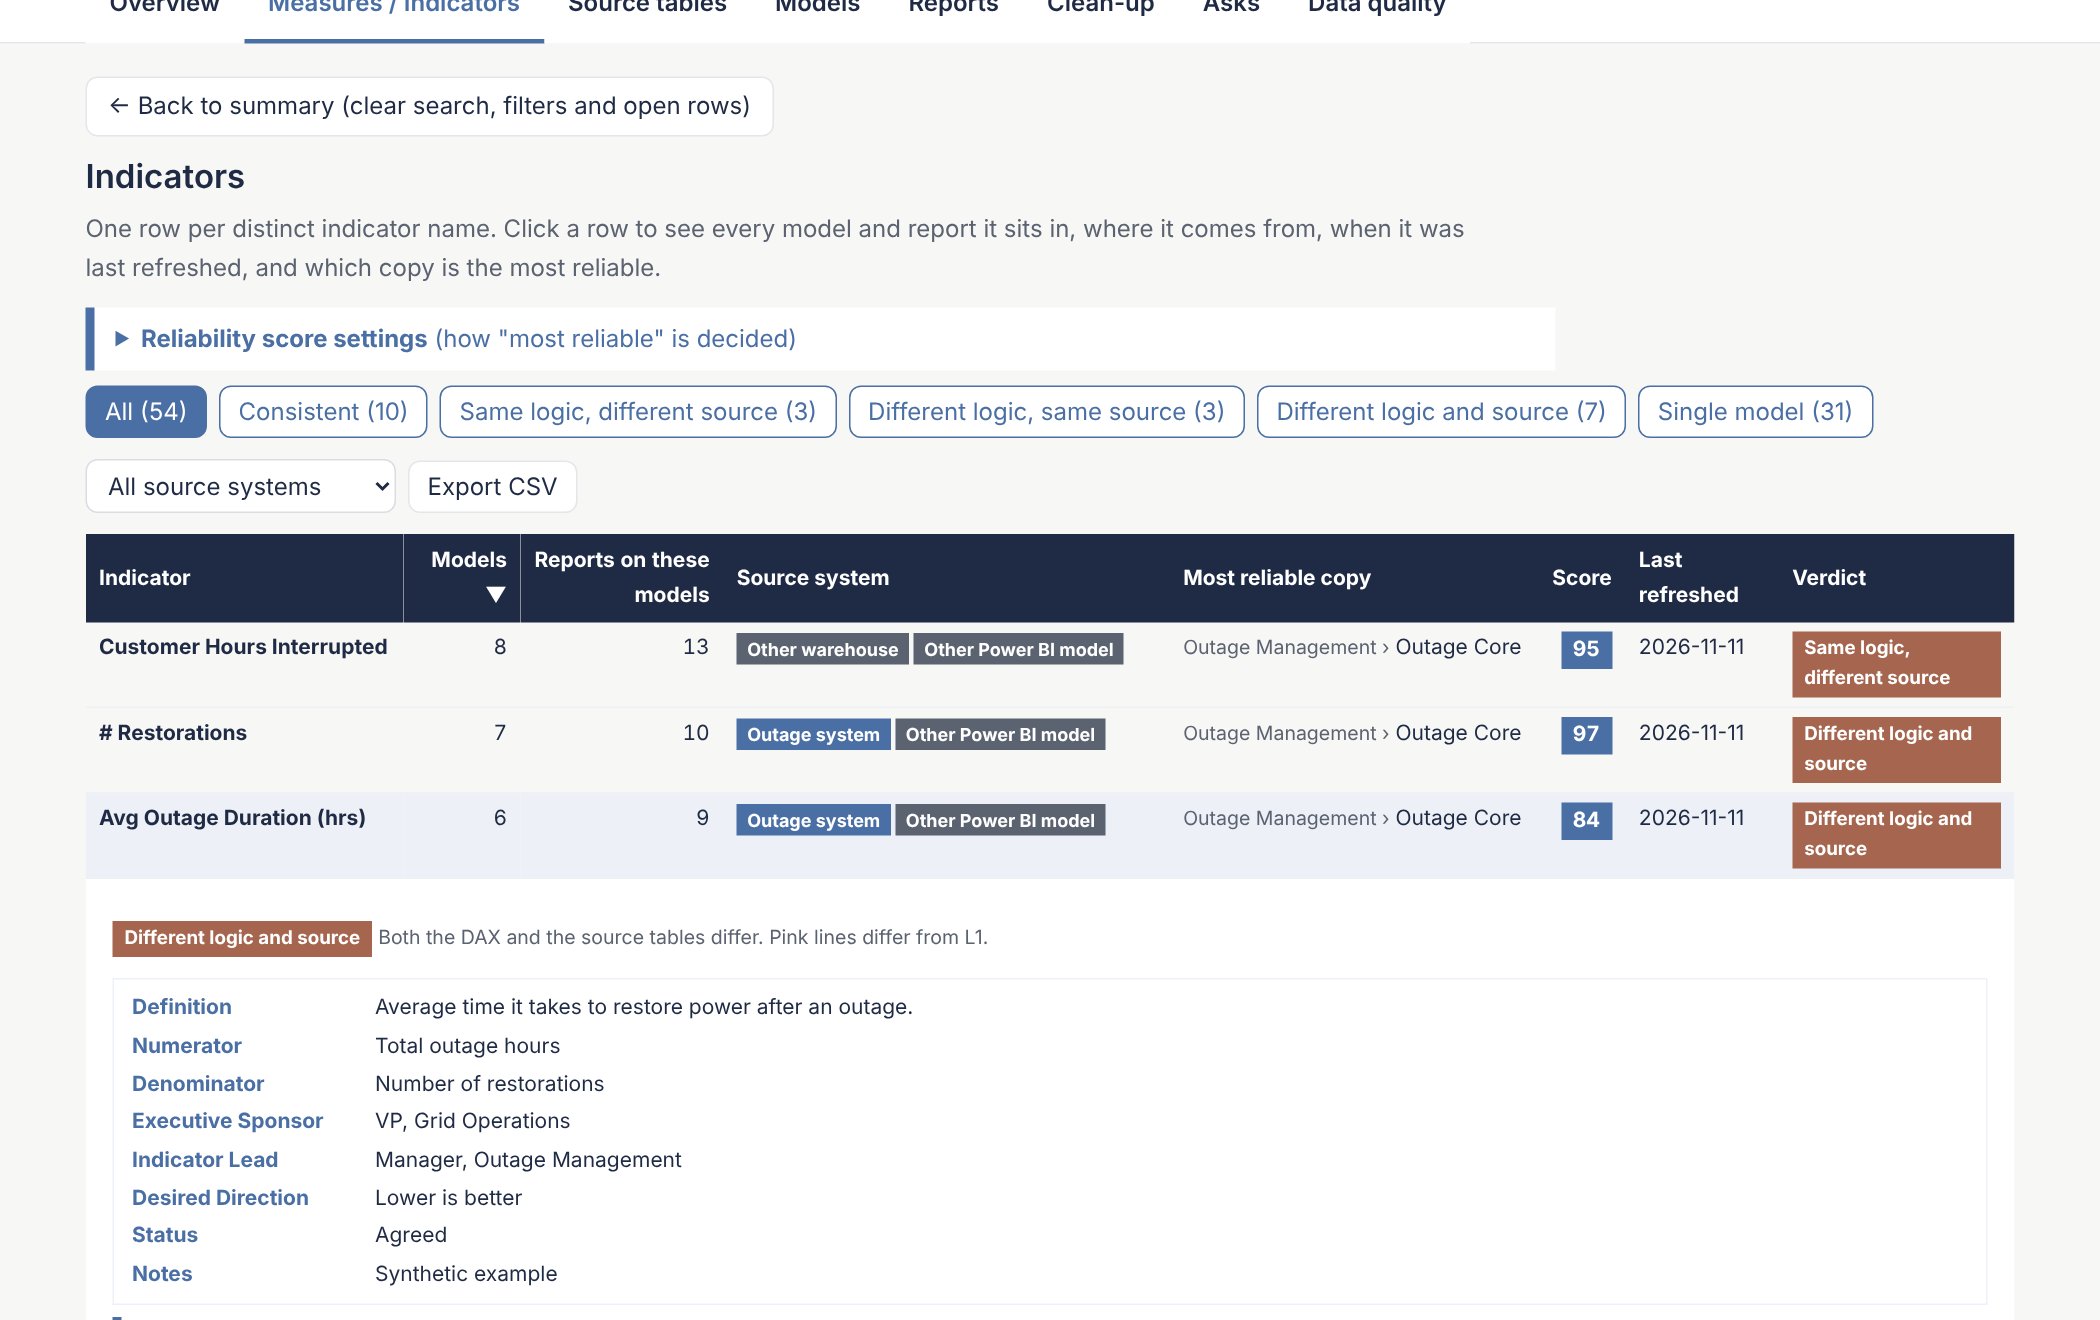 Overview Measures / Indicators Source tables Models Reports Clean-up Asks Data quality
← Back to summary (clear search, filters and open rows)
Indicators
One row per distinct indicator name. Click a row to see every model and report it sits in, where it comes from, when it was
last refreshed, and which copy is the most reliable.
▶ Reliability score settings (how "most reliable" is decided)
All (54) Consistent (10) Same logic, different source (3) Different logic, same source (3) Different logic and source (7) Single model (31)
All source systems Export CSV
Indicator Models ▼ Reports on these models Source system Most reliable copy Score Last refreshed Verdict
Customer Hours Interrupted 8 13 Other warehouse Other Power BI model Outage Management › Outage Core 95 2026-11-11 Same logic, different source
# Restorations 7 10 Outage system Other Power BI model Outage Management › Outage Core 97 2026-11-11 Different logic and source
Avg Outage Duration (hrs) 6 9 Outage system Other Power BI model Outage Management › Outage Core 84 2026-11-11 Different logic and source
Different logic and source Both the DAX and the source tables differ. Pink lines differ from L1.
Definition Average time it takes to restore power after an outage.
Numerator Total outage hours
Denominator Number of restorations
Executive Sponsor VP, Grid Operations
Indicator Lead Manager, Outage Management
Desired Direction Lower is better
Status Agreed
Notes Synthetic example